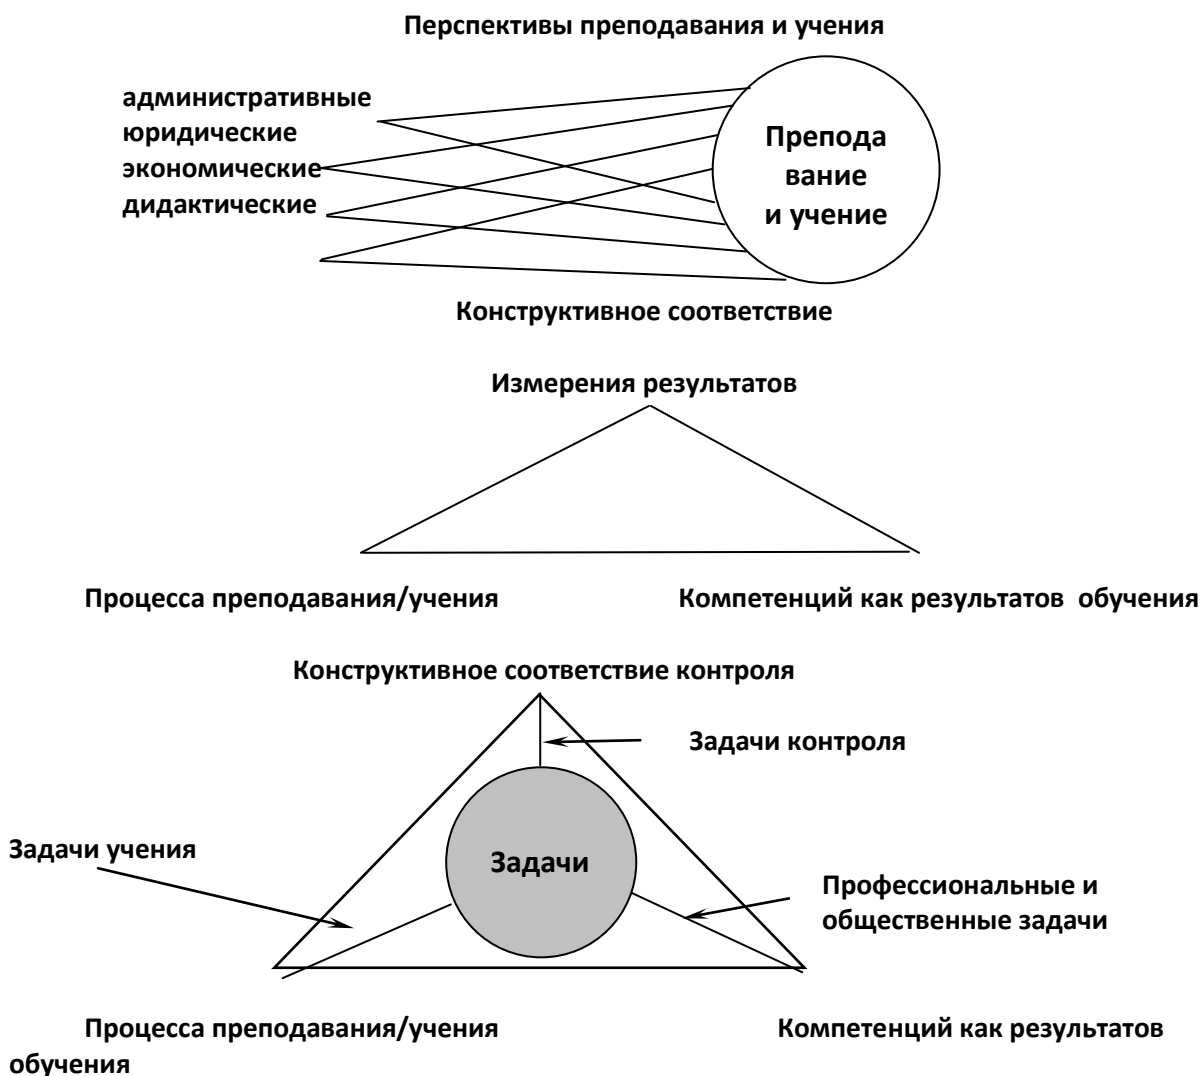 Перспективы преподавания и учения
административные
юридические
экономические
дидактические
Препода
вание
и учение
Конструктивное соответствие
Измерения результатов
Процесса преподавания/учения Компетенций как результатов обучения
Конструктивное соответствие контроля
Задачи контроля
Задачи учения
Задачи
Профессиональные и
общественные задачи
Процесса преподавания/учения Компетенций как результатов
обучения